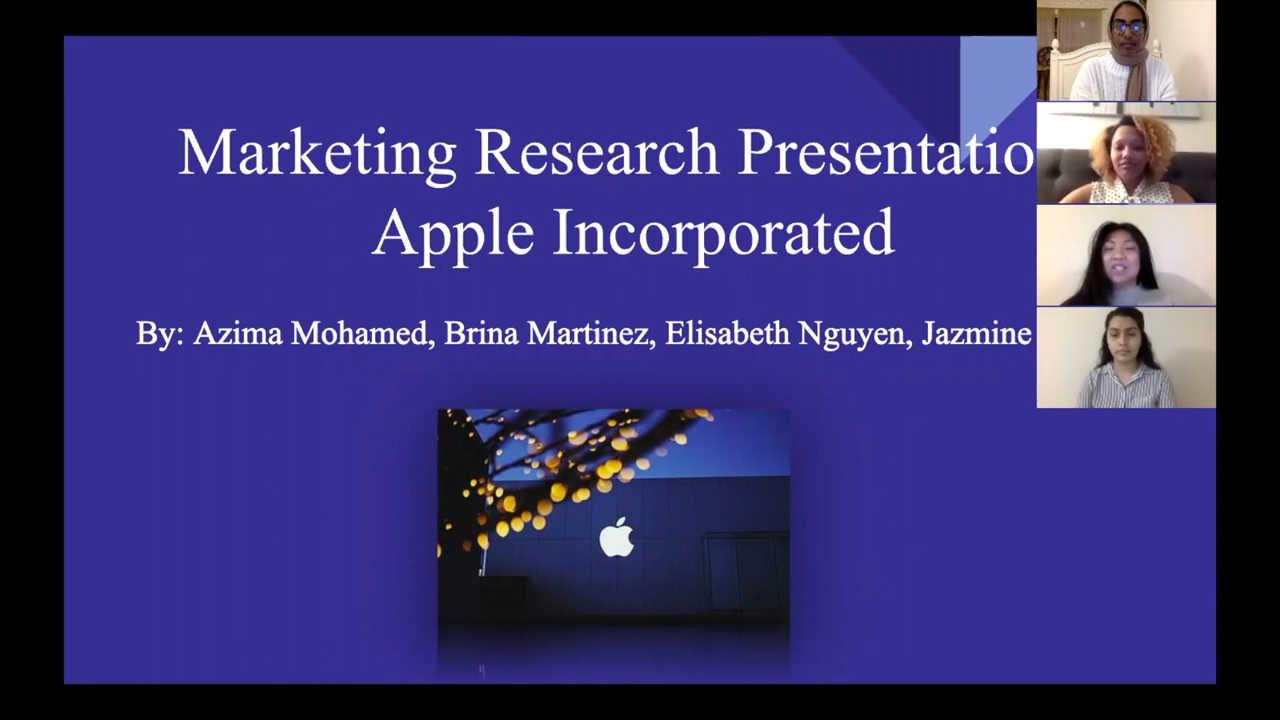 Marketing Research Presentatio
Apple Incorporated
By: Azima Mohamed, Brina Martinez, Elisabeth Nguyen, Jazmine